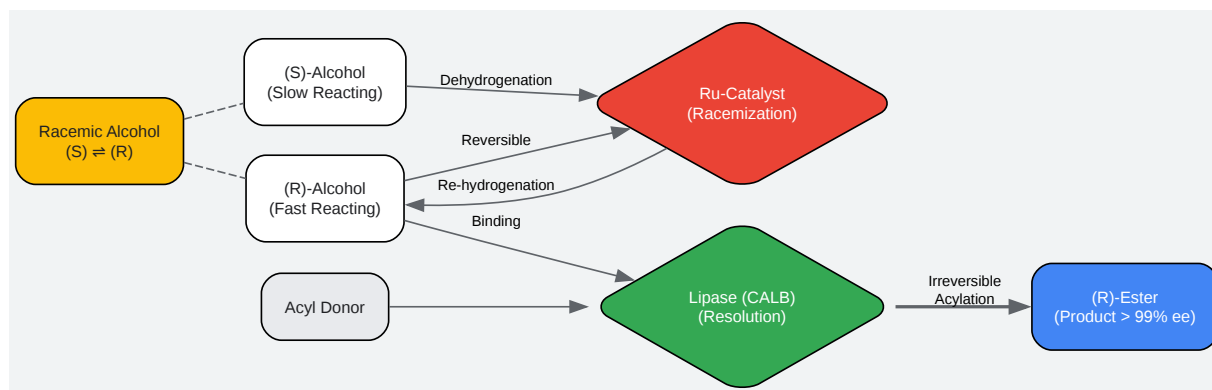 Racemic Alcohol
(S) ⇌ (R)
(S)-Alcohol
(Slow Reacting)
(R)-Alcohol
(Fast Reacting)
Acyl Donor
Dehydrogenation
Reversible
Re-hydrogenation
Binding
Ru-Catalyst
(Racemization)
Lipase (CALB)
(Resolution)
Irreversible
Acylation
(R)-Ester
(Product > 99% ee)